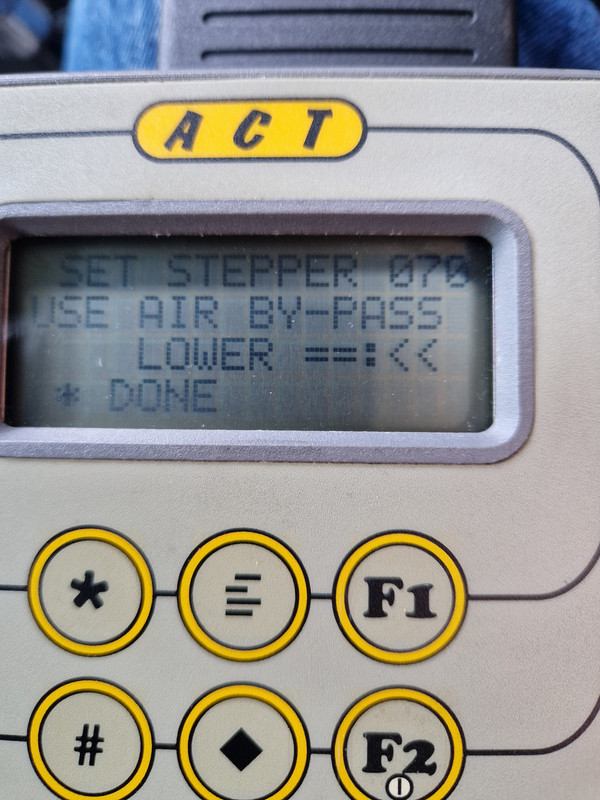 ACT
SET STEPPER 070
USE AIR BY-PASS
LOWER ==:<<
* DONE
* F1
# F2